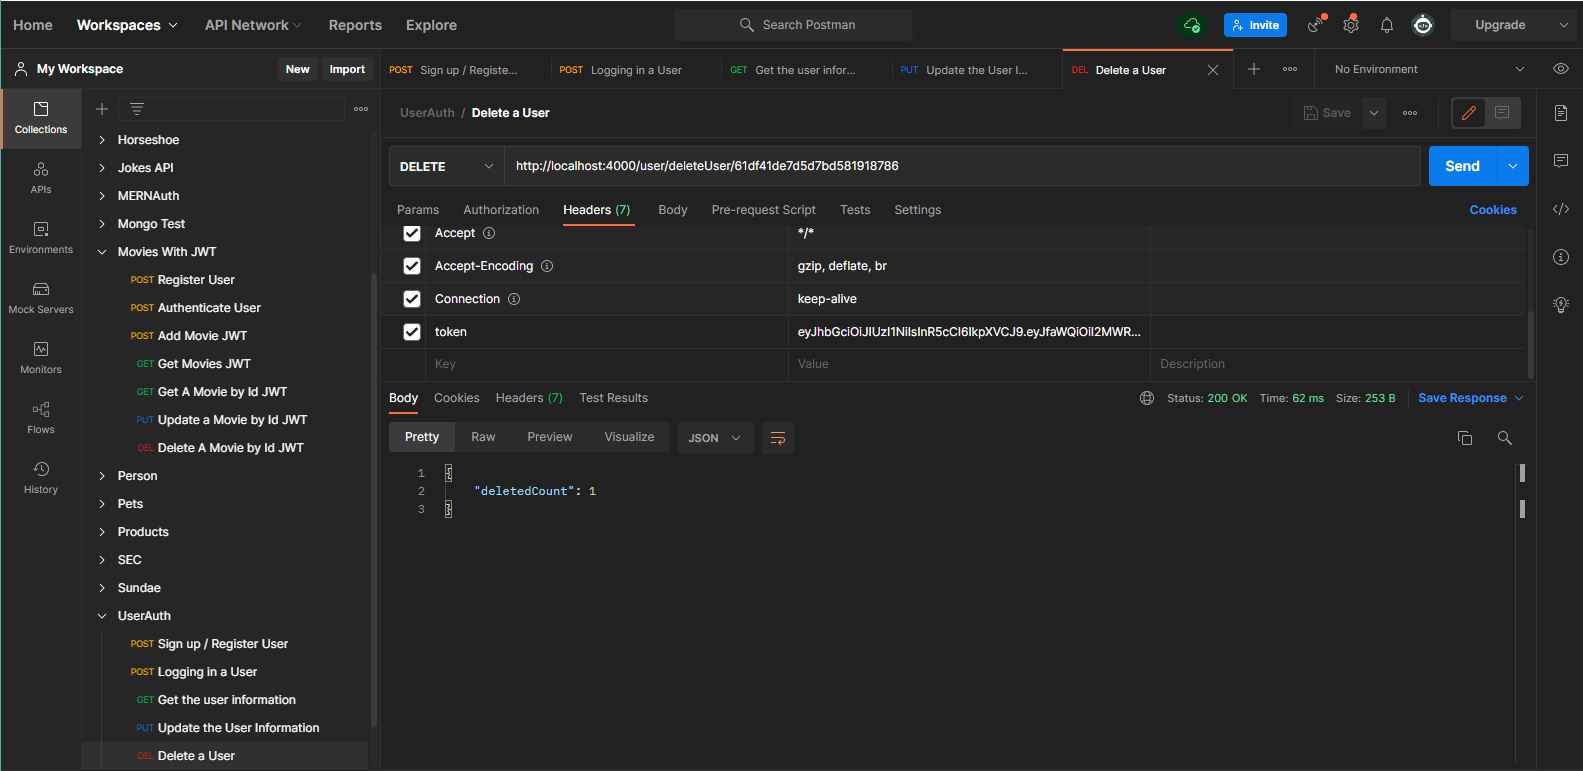 Home Workspaces API Network Reports Explore Search Postman Invite Upgrade
My Workspace New Import
POST Sign up / Registe... POST Logging in a User GET Get the user infor... PUT Update the User I... DEL Delete a User No Environment
Collections
APIs
Environments
Mock Servers
Monitors
Flows
History
Horseshoe
Jokes API
MERNAuth
Mongo Test
Movies With JWT
POST Register User
POST Authenticate User
POST Add Movie JWT
GET Get Movies JWT
GET Get A Movie by Id JWT
PUT Update a Movie by Id JWT
DEL Delete A Movie by Id JWT
Person
Pets
Products
SEC
Sundae
UserAuth
POST Sign up / Register User
POST Logging in a User
GET Get the user information
PUT Update the User Information
DEL Delete a User
UserAuth / Delete a User Save
DELETE http://localhost:4000/user/deleteUser/61df41de7d5d7bd581918786 Send
Params Authorization Headers (7) Body Pre-request Script Tests Settings Cookies
Accept */*
Accept-Encoding gzip, deflate, br
Connection keep-alive
token eyJhbGciOiJIUzI1NiIsInR5cCI6IkpXVCJ9.eyJfaWQiOiI2MWR...
Key Value Description
Body Cookies Headers (7) Test Results Status: 200 OK Time: 62 ms Size: 253 B Save Response
Pretty Raw Preview Visualize JSON
1 {
2 "deletedCount": 1
3 }